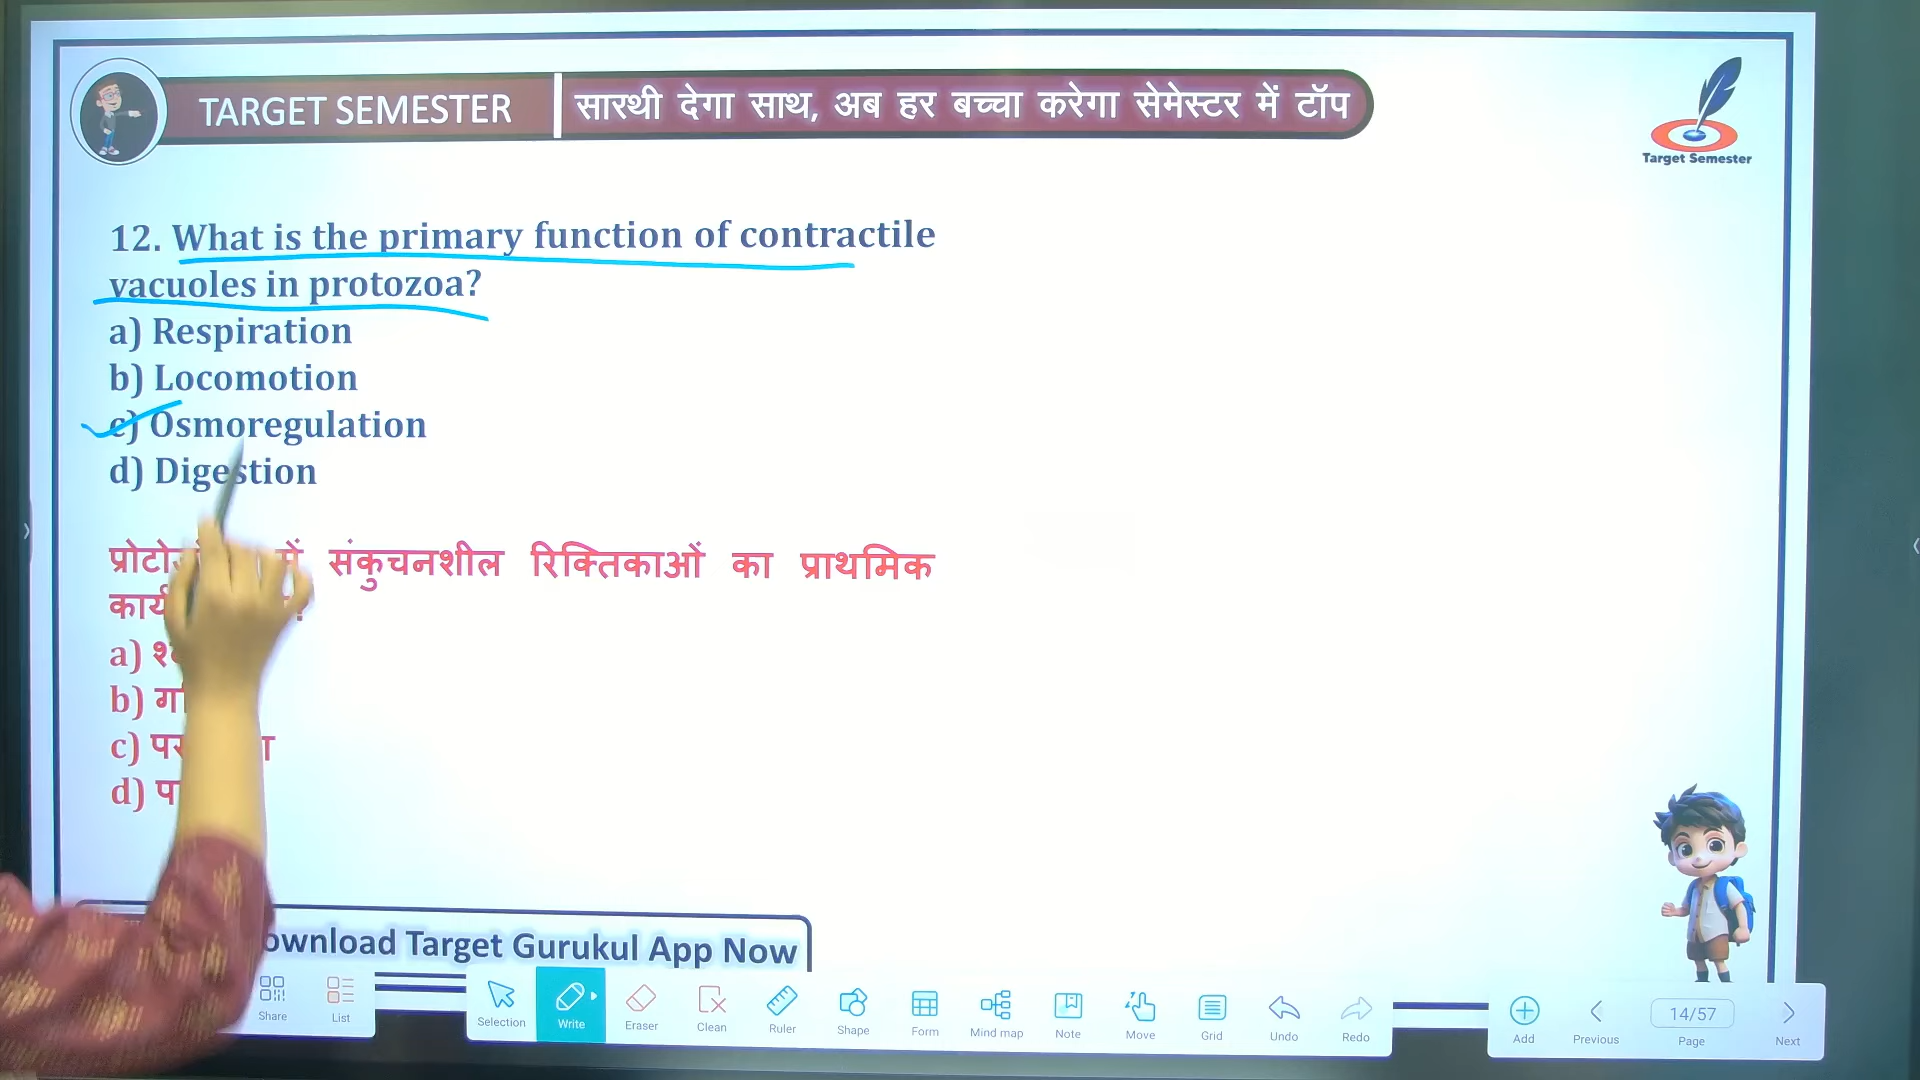 TARGET SEMESTER
सारथी देगा साथ, अब हर बच्चा करेगा सेमेस्टर में टॉप
Target Semester
12. What is the primary function of contractile
vacuoles in protozoa?
a) Respiration
b) Locomotion
c) Osmoregulation
d) Digestion
में संकुचनशील रिक्तिकाओं का प्राथमिक
a)
b)
c)
d)
Download Target Gurukul App Now
Share
List
Selection
Write
Eraser
Clean
Ruler
Shape
Form
Mind map
Note
Move
Grid
Undo
Redo
Add
Previous
14/57
Page
Next